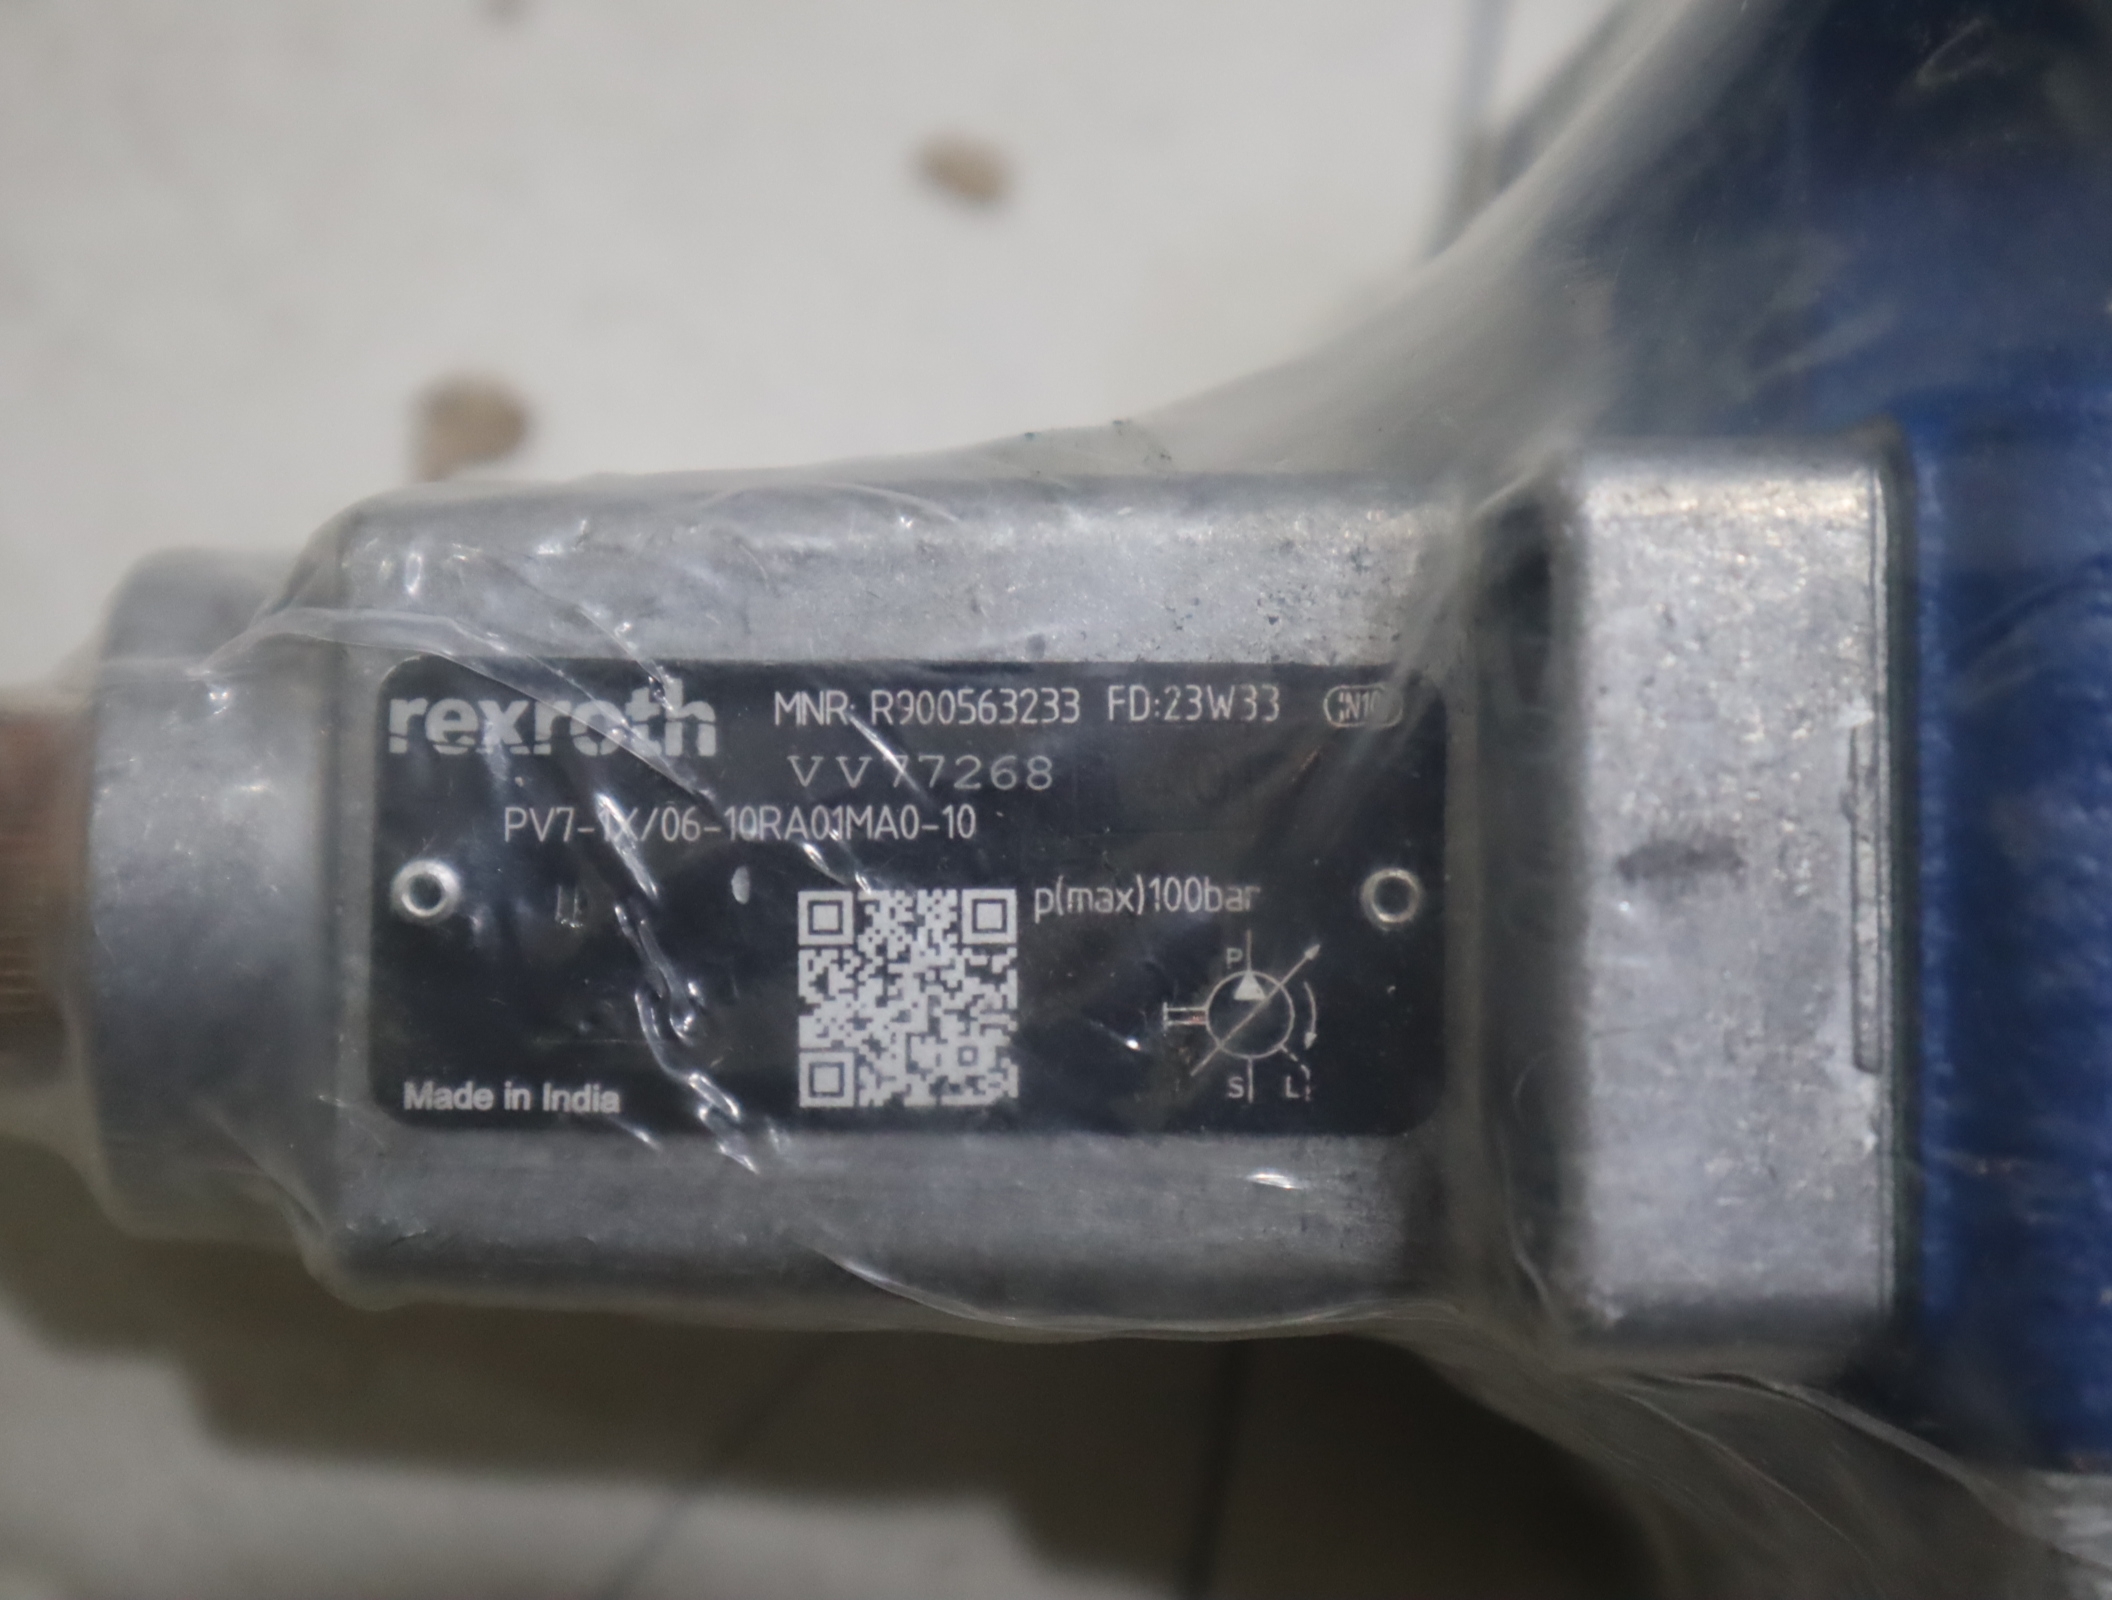 rexroth MNR: R900563233 FD:23W33
VV77268
PV7-1X/06-10RA01MA0-10
p(max)100bar
P
S L
Made in India